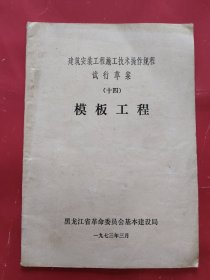 建筑安装工程施工技术操作规程
试行草案
（十四）
模板工程
黑龙江省革命委员会基本建设局
一九七三年三月